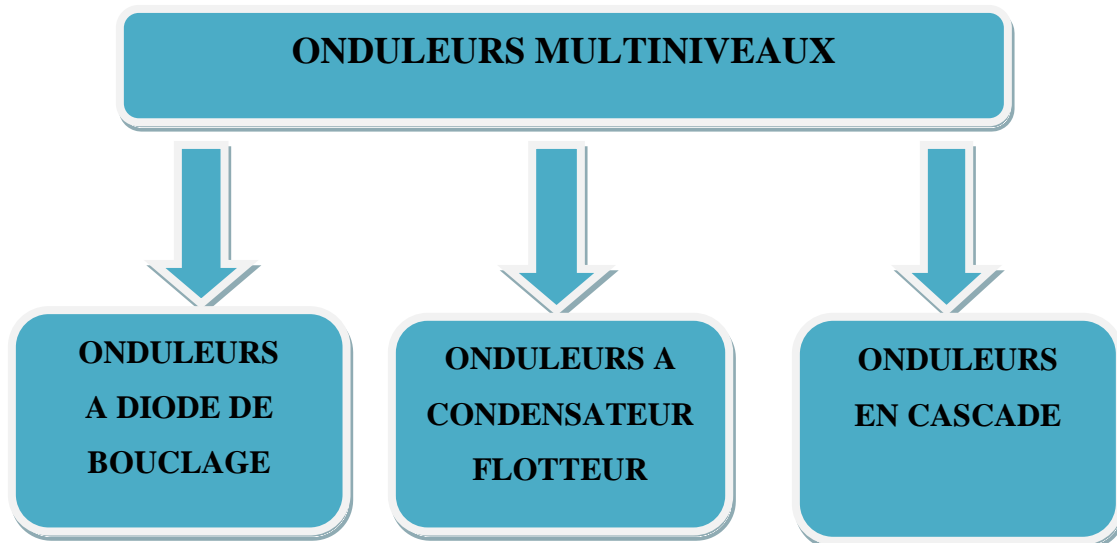 ONDULEURS MULTINIVEAUX
ONDULEURS
A DIODE DE
BOUCLAGE
ONDULEURS A
CONDENSATEUR
FLOTTEUR
ONDULEURS
EN CASCADE